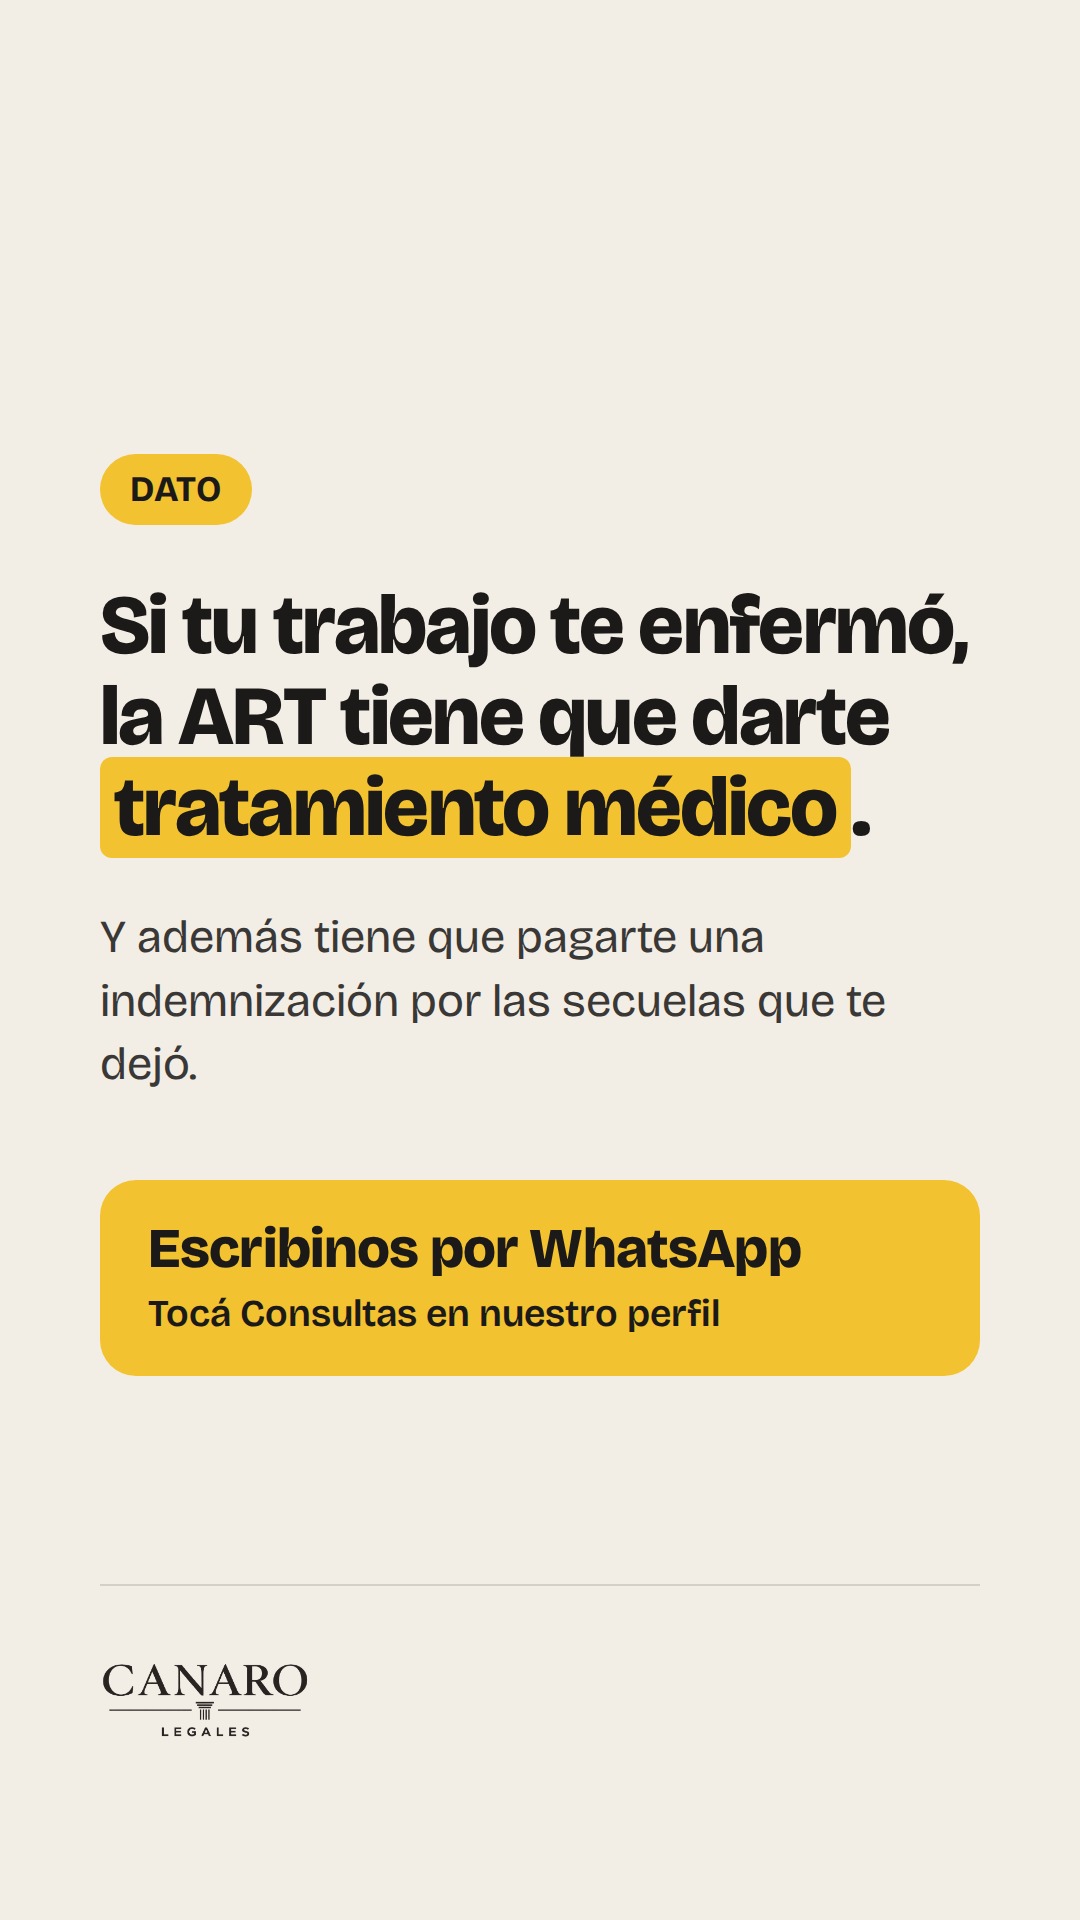 DATO
Si tu trabajo te enfermó,
la ART tiene que darte
tratamiento médico.
Y además tiene que pagarte una
indemnización por las secuelas que te
dejó.
Escribinos por WhatsApp
Tocá Consultas en nuestro perfil
CANARO
LEGALES